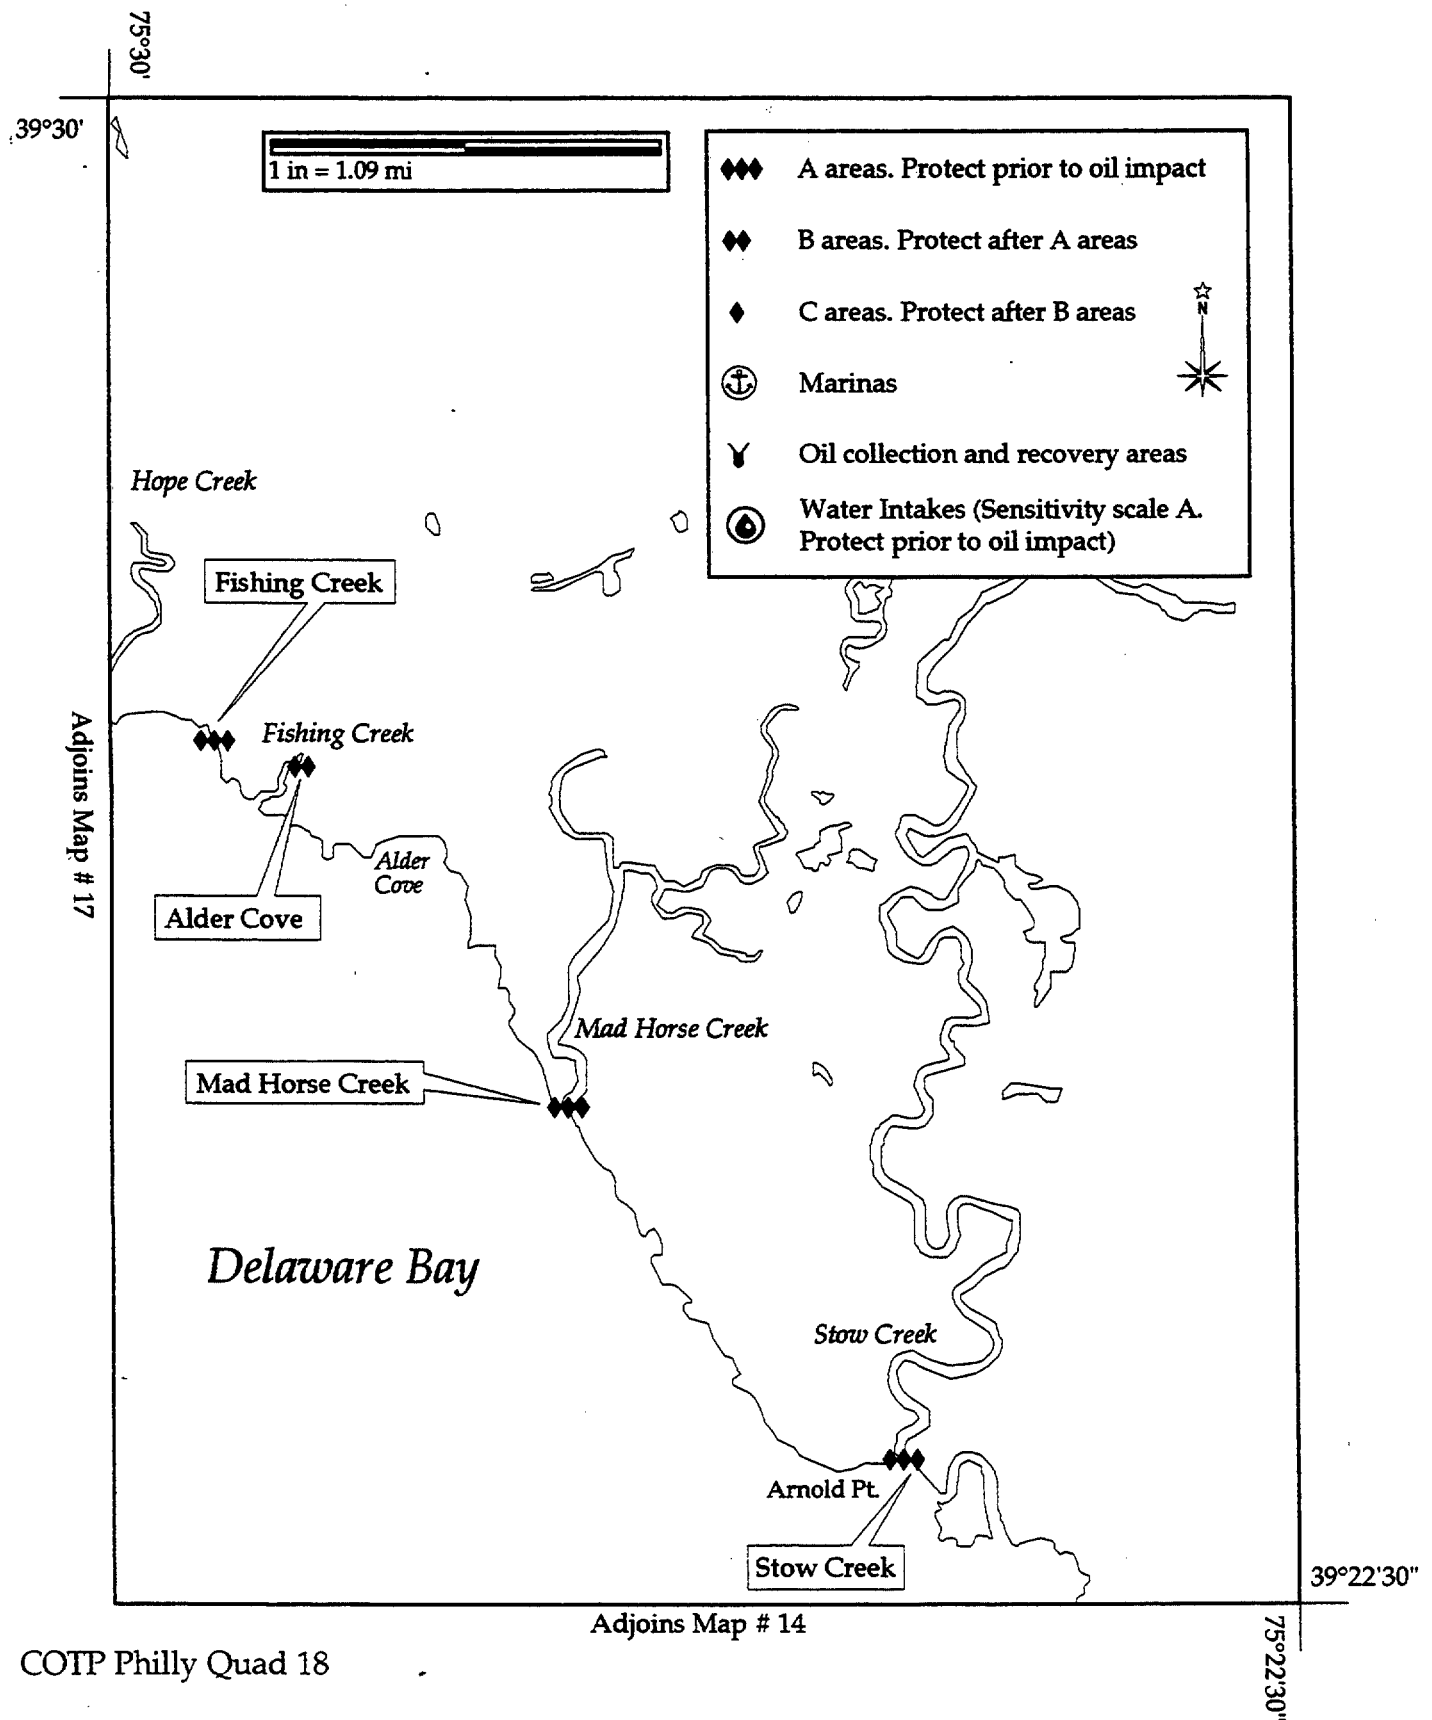 75°30'
39°30'
1 in = 1.09 mi
A areas. Protect prior to oil impact
B areas. Protect after A areas
C areas. Protect after B areas
N
Marinas
Oil collection and recovery areas
Water Intakes (Sensitivity scale A.
Protect prior to oil impact)
Hope Creek
Fishing Creek
Fishing Creek
Adjoins Map # 17
Alder
Cove
Alder Cove
Mad Horse Creek
Mad Horse Creek
Delaware Bay
Stow Creek
Arnold Pt.
Stow Creek
39°22'30"
Adjoins Map # 14
75°22'30"
COTP Philly Quad 18